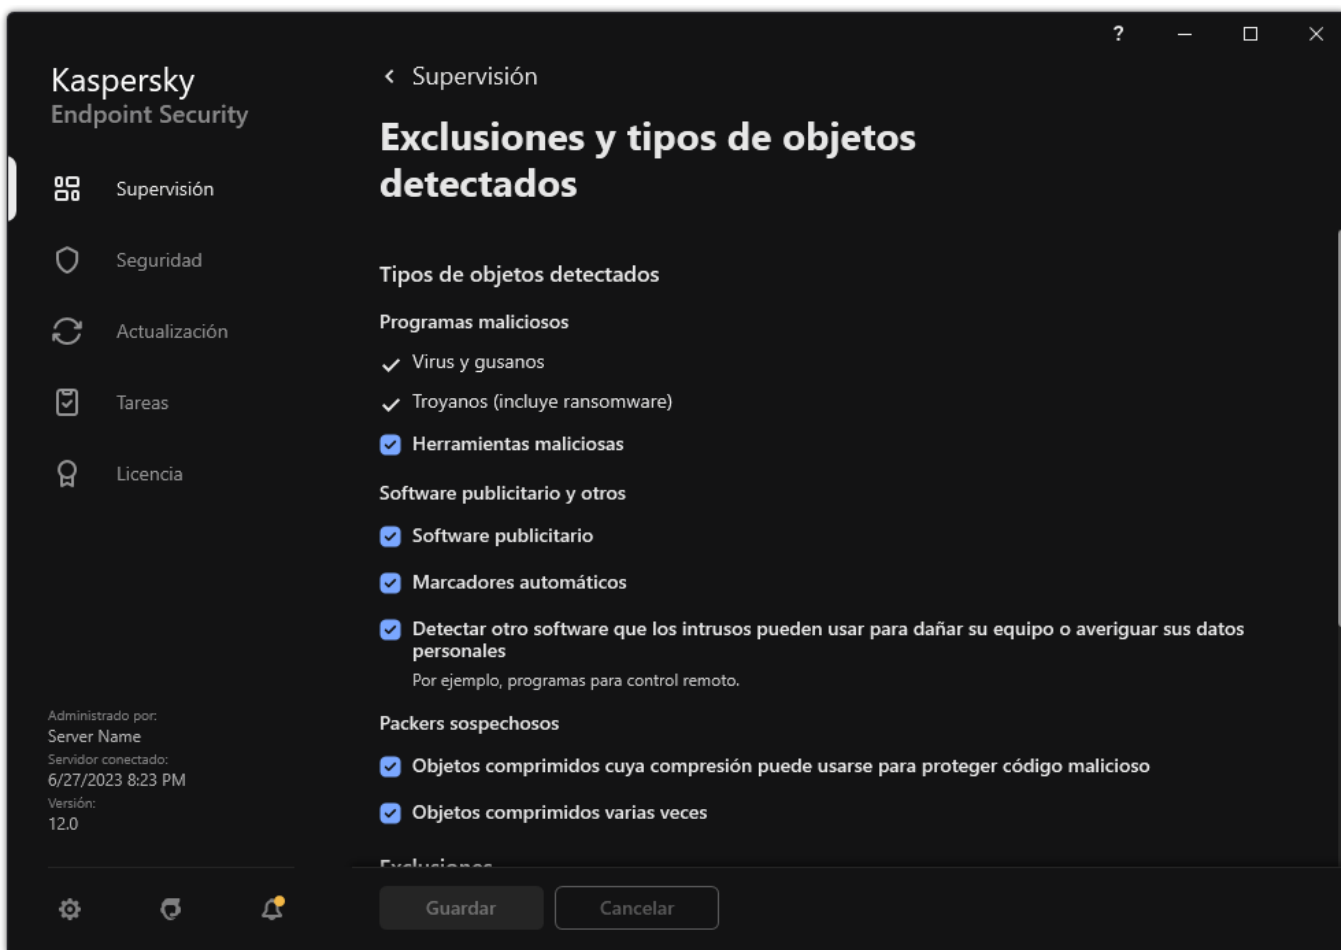 ?
Kaspersky
Endpoint Security
Supervisión
Seguridad
Actualización
Tareas
Licencia
Administrado por:
Server Name
Servidor conectado:
6/27/2023 8:23 PM
Versión:
12.0
Supervisión
Exclusiones y tipos de objetos
detectados
Tipos de objetos detectados
Programas maliciosos
Virus y gusanos
Troyanos (incluye ransomware)
Herramientas maliciosas
Software publicitario y otros
Software publicitario
Marcadores automáticos
Detectar otro software que los intrusos pueden usar para dañar su equipo o averiguar sus datos
personales
Por ejemplo, programas para control remoto.
Packers sospechosos
Objetos comprimidos cuya compresión puede usarse para proteger código malicioso
Objetos comprimidos varias veces
Exclusiones
Guardar
Cancelar